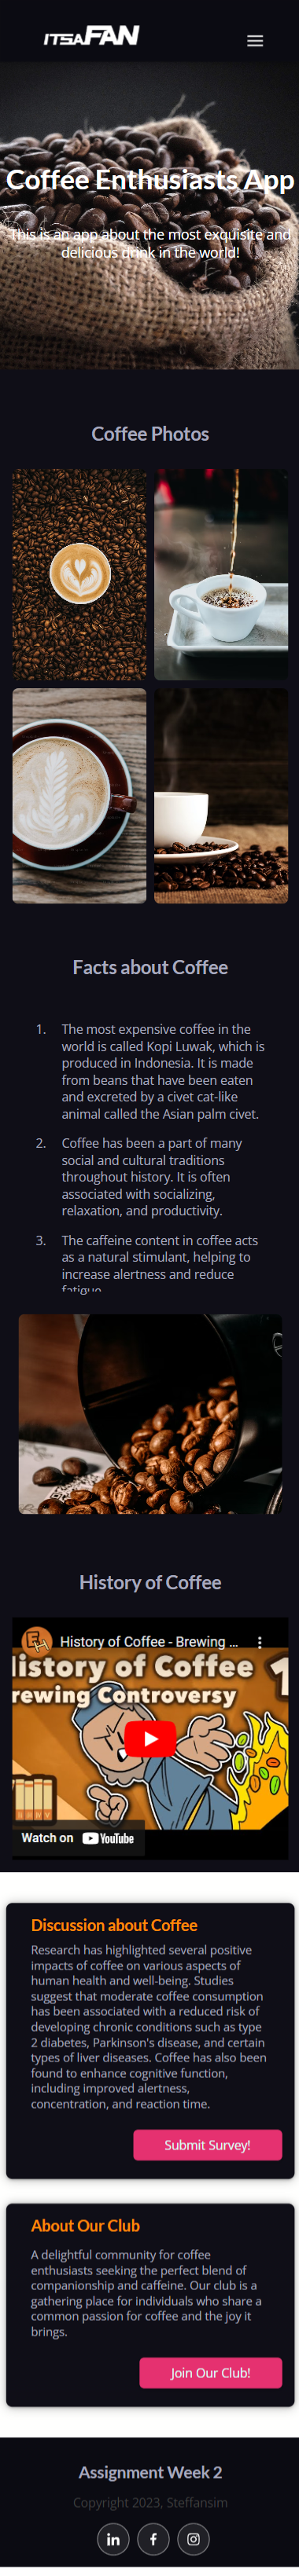 ITSAFAN
Coffee Enthusiasts App
This is an app about the most exquisite and
delicious drink in the world!
Coffee Photos
Facts about Coffee
1. The most expensive coffee in the
world is called Kopi Luwak, which is
produced in Indonesia. It is made
from beans that have been eaten
and excreted by a civet cat-like
animal called the Asian palm civet.
2. Coffee has been a part of many
social and cultural traditions
throughout history. It is often
associated with socializing,
relaxation, and productivity.
3. The caffeine content in coffee acts
as a natural stimulant, helping to
increase alertness and reduce
fatigue
History of Coffee
EH
History of Coffee - Brewing ...
History of Coffee
Brewing Controversy
Watch on YouTube
Discussion about Coffee
Research has highlighted several positive
impacts of coffee on various aspects of
human health and well-being. Studies
suggest that moderate coffee consumption
has been associated with a reduced risk of
developing chronic conditions such as type
2 diabetes, Parkinson's disease, and certain
types of liver diseases. Coffee has also been
found to enhance cognitive function,
including improved alertness,
concentration, and reaction time.
Submit Survey!
About Our Club
A delightful community for coffee
enthusiasts seeking the perfect blend of
companionship and caffeine. Our club is a
gathering place for individuals who share a
common passion for coffee and the joy it
brings.
Join Our Club!
Assignment Week 2
Copyright 2023, Steffansim
in f